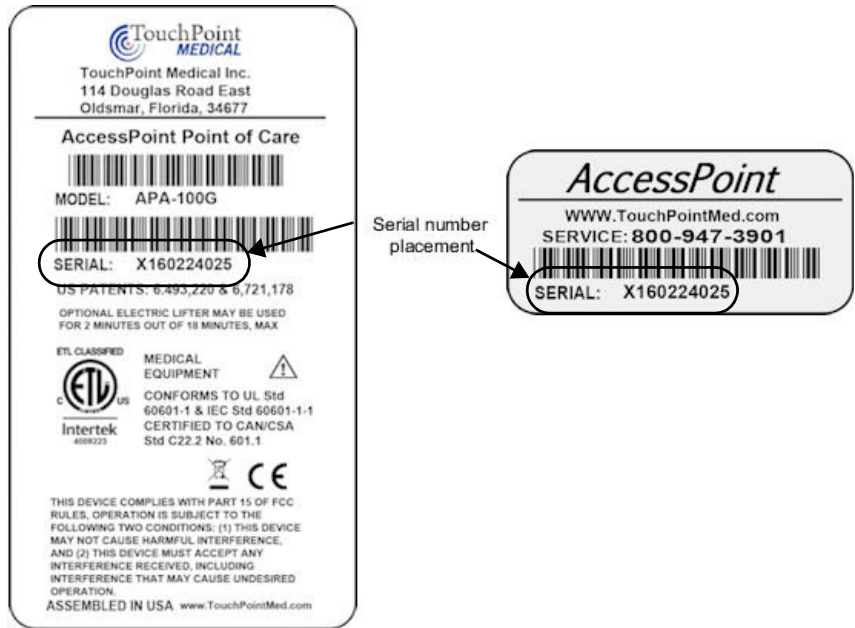 TouchPoint
MEDICAL
TouchPoint Medical Inc.
114 Douglas Road East
Oldsmar, Florida, 34677
AccessPoint Point of Care
MODEL: APA-100G
SERIAL: X160224025
US PATENTS: 6,493,220 & 6,721,178
OPTIONAL ELECTRIC LIFTER MAY BE USED
FOR 2 MINUTES OUT OF 18 MINUTES, MAX
ETL CLASSIFIED
ETL
C US
Intertek
4009223
MEDICAL
EQUIPMENT
CONFORMS TO UL Std
60601-1 & IEC Std 60601-1-1
CERTIFIED TO CAN/CSA
Std C22.2 No. 601.1
CE
THIS DEVICE COMPLIES WITH PART 15 OF FCC
RULES, OPERATION IS SUBJECT TO THE
FOLLOWING TWO CONDITIONS: (1) THIS DEVICE
MAY NOT CAUSE HARMFUL INTERFERENCE,
AND (2) THIS DEVICE MUST ACCEPT ANY
INTERFERENCE RECEIVED, INCLUDING
INTERFERENCE THAT MAY CAUSE UNDESIRED
OPERATION.
ASSEMBLED IN USA www.TouchPointMed.com
Serial number
placement
AccessPoint
WWW.TouchPointMed.com
SERVICE: 800-947-3901
SERIAL: X160224025